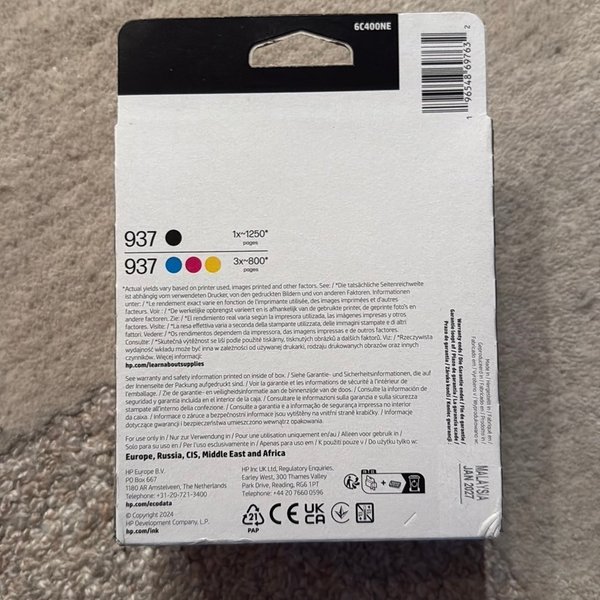 6C400NE
1 96548 69763 2
937 1x~1250*
pages
937 3x~800*
pages
*Actual yields vary based on printer used, images printed and other factors. See: / *Die tatsächliche Seitenreichweite
ist abhängig vom verwendeten Drucker, von den gedruckten Bildern und von anderen Faktoren. Informationen
unter: / *Le rendement exact varie en fonction de l'imprimante utilisée, des images imprimées et d'autres
facteurs. Voir : / *De werkelijke opbrengst varieert en is afhankelijk van de gebruikte printer, de geprinte foto's en
andere factoren. Zie: / *El rendimiento real varía según la impresora utilizada, las imágenes impresas y otros
factores. Visite: / *La resa effettiva varia a seconda della stampante utilizzata, delle immagini stampate e di altri
fattori. Vedere: / *Os rendimentos dependem da impressora, das imagens impressas e de outros factores.
Consulte: / *Skutečná výtěžnost se liší podle použité tiskárny, tisknutých obrázků a dalších faktorů. Viz: / *Rzeczywista
wydajność wkładu może być inna w zależności od używanej drukarki, rodzaju drukowanych obrazów oraz innych
czynników. Więcej informacji:
hp.com/learnaboutsupplies
See warranty and safety information printed on inside of box. / Siehe Garantie- und Sicherheitsinformationen, die auf
der Innenseite der Packung aufgedruckt sind. / Voir la garantie et les informations de sécurité à l'intérieur de
l'emballage. / Zie de garantie- en veiligheidsinformatie aan de binnenzijde van de doos. / Consulte la información de
seguridad y garantía incluida en el interior de la caja. / Consultare le informazioni sulla garanzia e sulla sicurezza
stampate all'interno della confezione. / Consulte a garantia e a informação de segurança impressas no interior
da caixa. / Informace o záruce a bezpečnosti jsou vytištěny na vnitřní straně krabičky. / Informacje dotyczące
dotyczące gwarancji i bezpieczeństwa umieszczono wewnątrz opakowania.
For use only in / Nur zur Verwendung in / Pour une utilisation uniquement en/au / Alleen voor gebruik in/
Solo para su uso en / Per l'uso esclusivamente in / Apenas para uso em / K použití pouze v / Do użytku tylko w:
Europe, Russia, CIS, Middle East and Africa
HP Europe B.V.
PO Box 667
1180 AR Amstelveen, The Netherlands
Telephone: +31-20-721-3400
hp.com/ecodata
HP Inc UK Ltd, Regulatory Enquiries,
Earley West, 300 Thames Valley
Park Drive, Reading, RG6 1PT
Telephone: +44 20 7660 0596
© Copyright 2024
HP Development Company, L.P.
hp.com/ink
21
PAP
CE
UK
CA
MALAYSIA
JAN 2027